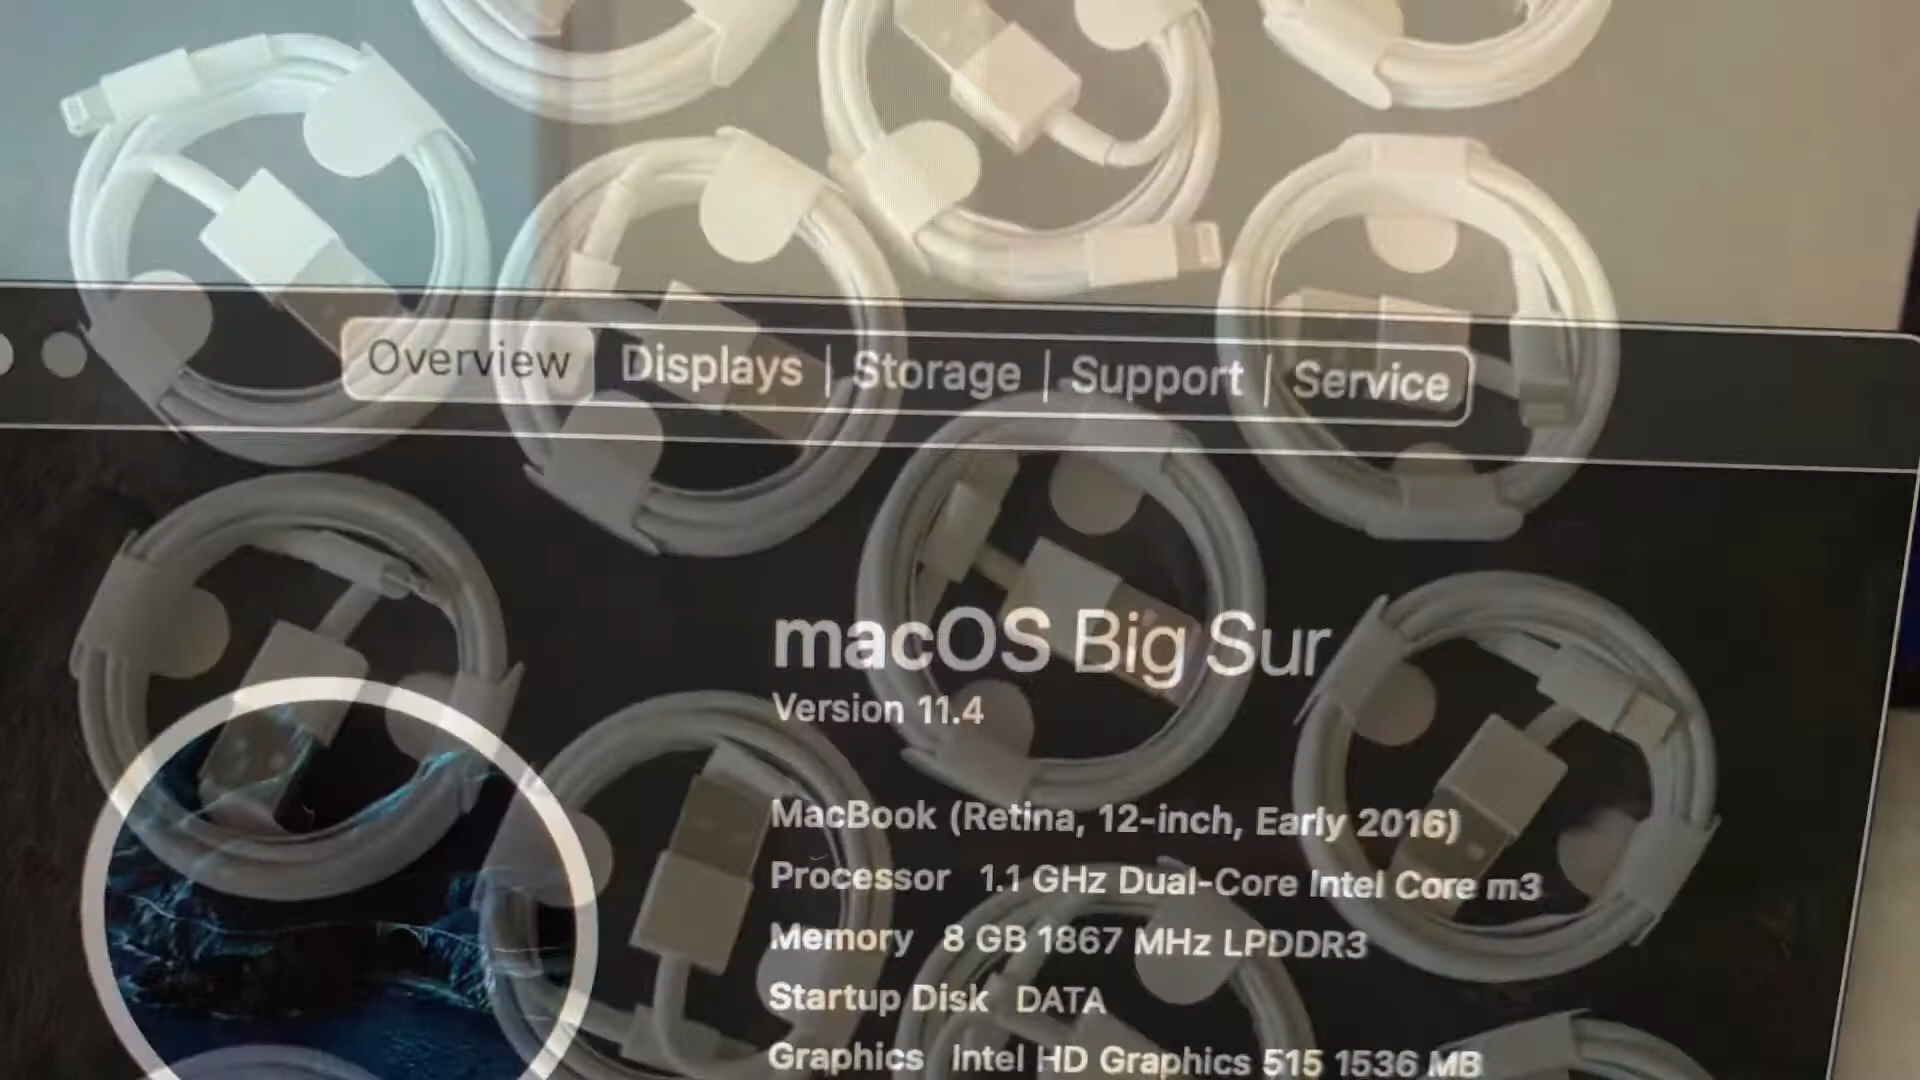 Overview | Displays | Storage | Support | Service
macOS Big Sur
Version 11.4
MacBook (Retina, 12-inch, Early 2016)
Processor 1.1 GHz Dual-Core Intel Core m3
Memory 8 GB 1867 MHz LPDDR3
Startup Disk DATA
Graphics Intel HD Graphics 515 1536 MB